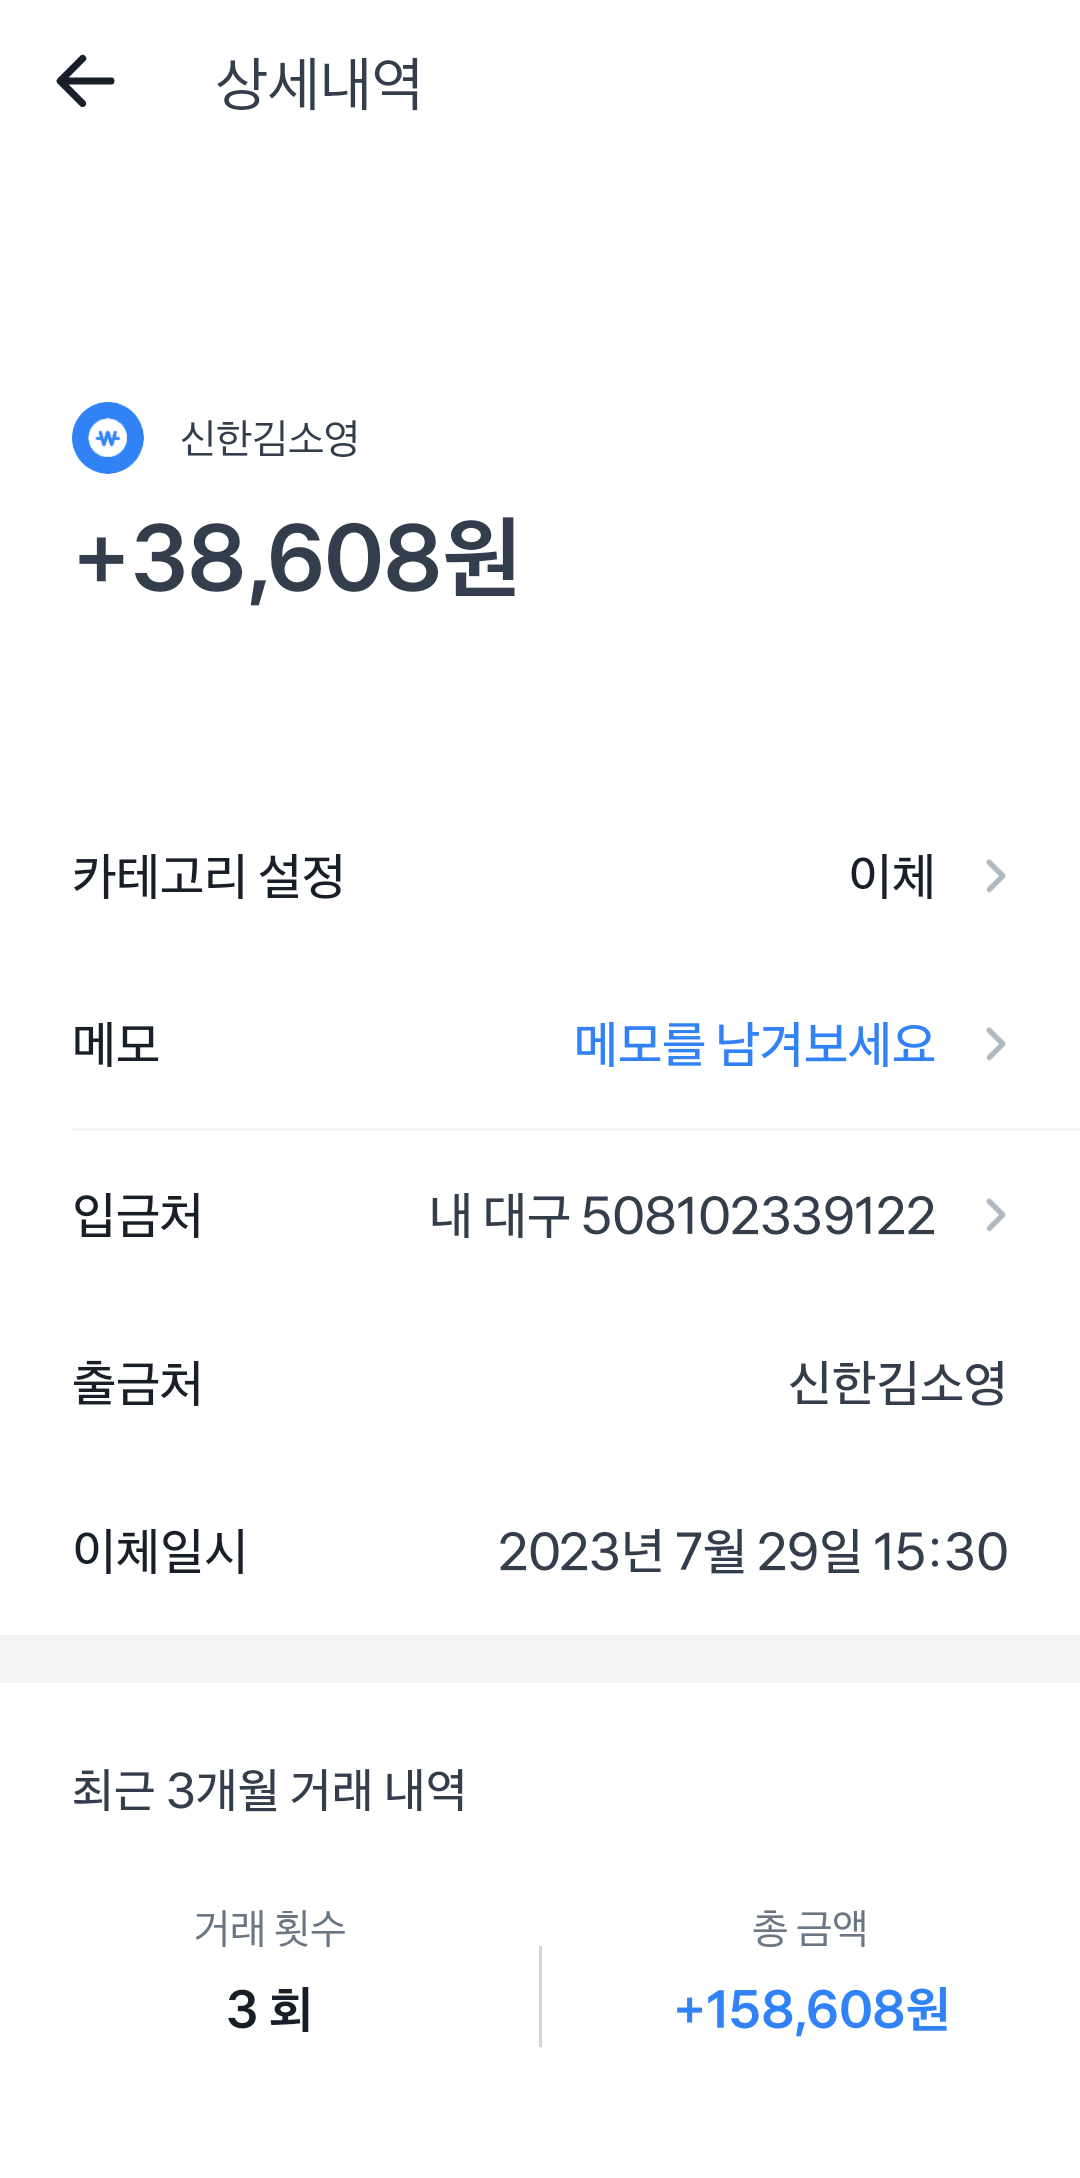 상세내역
신한김소영
+38,608원
카테고리 설정 이체
메모 메모를 남겨보세요
입금처 내 대구 508102339122
출금처 신한김소영
이체일시 2023년 7월 29일 15:30
최근 3개월 거래 내역
거래 횟수 총 금액
3 회 +158,608원